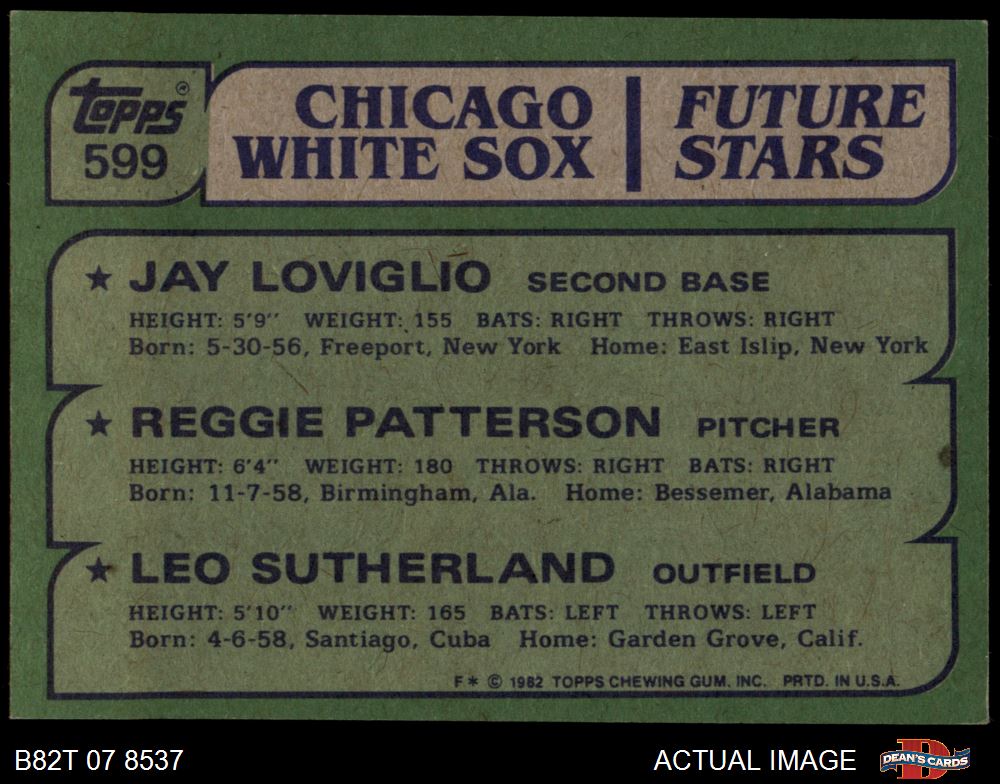 TOPPS®
599
CHICAGO
WHITE SOX
FUTURE
STARS
★ JAY LOVIGLIO SECOND BASE
HEIGHT: 5'9" WEIGHT: 155 BATS: RIGHT THROWS: RIGHT
Born: 5-30-56, Freeport, New York Home: East Islip, New York
★ REGGIE PATTERSON PITCHER
HEIGHT: 6'4" WEIGHT: 180 THROWS: RIGHT BATS: RIGHT
Born: 11-7-58, Birmingham, Ala. Home: Bessemer, Alabama
★ LEO SUTHERLAND OUTFIELD
HEIGHT: 5'10" WEIGHT: 165 BATS: LEFT THROWS: LEFT
Born: 4-6-58, Santiago, Cuba Home: Garden Grove, Calif.
F* © 1982 TOPPS CHEWING GUM, INC. PRTD. IN U.S.A.
B82T 07 8537
ACTUAL IMAGE
D
DEAN'S CARDS